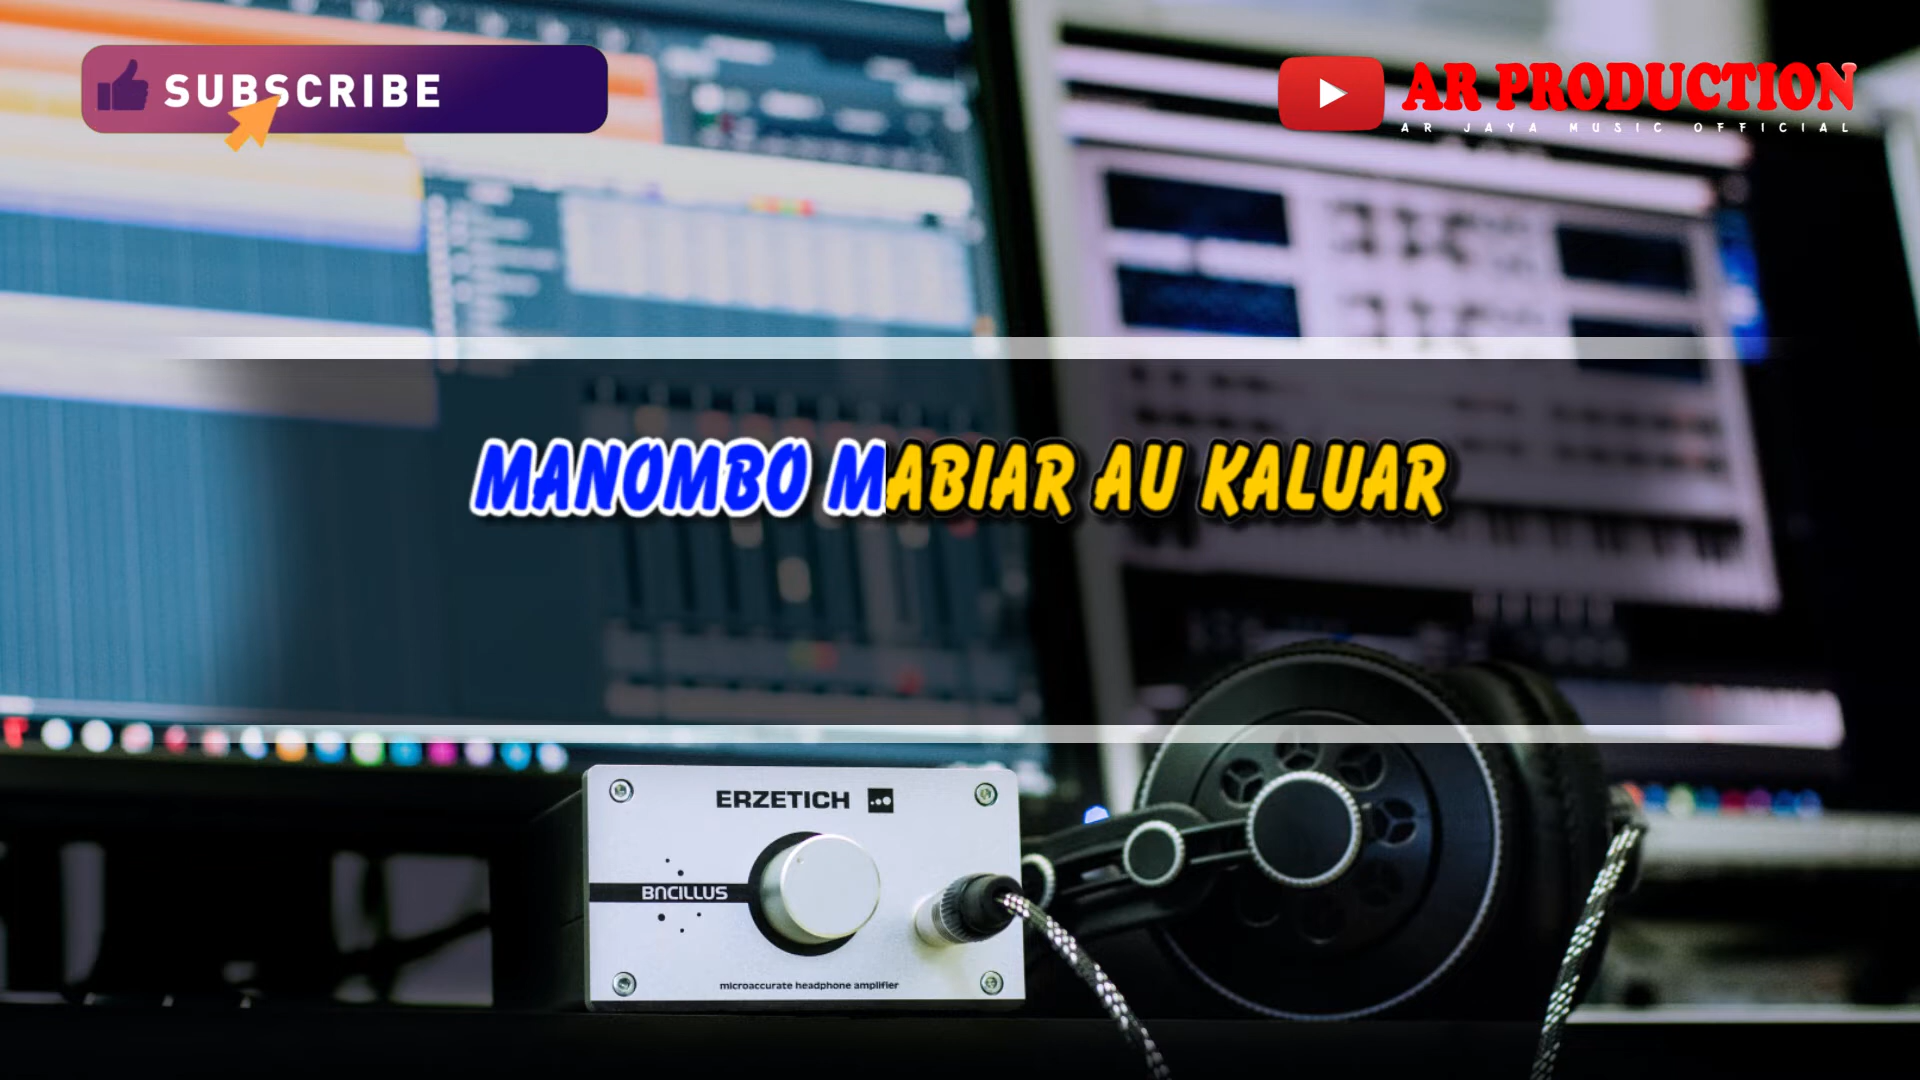 SUBSCRIBE
AR PRODUCTION
AR JAYA MUSIC OFFICIAL
MANOMBO MABIAR AU KALUAR
ERZETICH
BACILLUS
microaccurate headphone amplifier